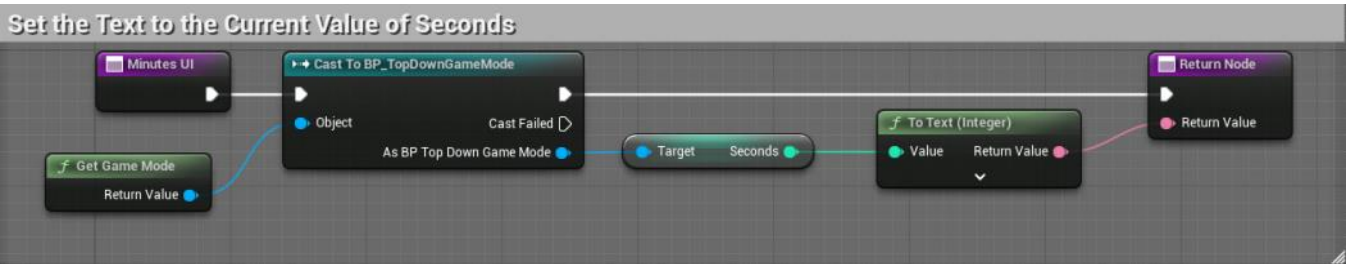 Set the Text to the Current Value of Seconds
Minutes UI
Cast To BP_TopDownGameMode
Return Node
Object
Cast Failed
Return Value
f To Text (Integer)
As BP Top Down Game Mode
Target
Seconds
Value
Return Value
f Get Game Mode
Return Value